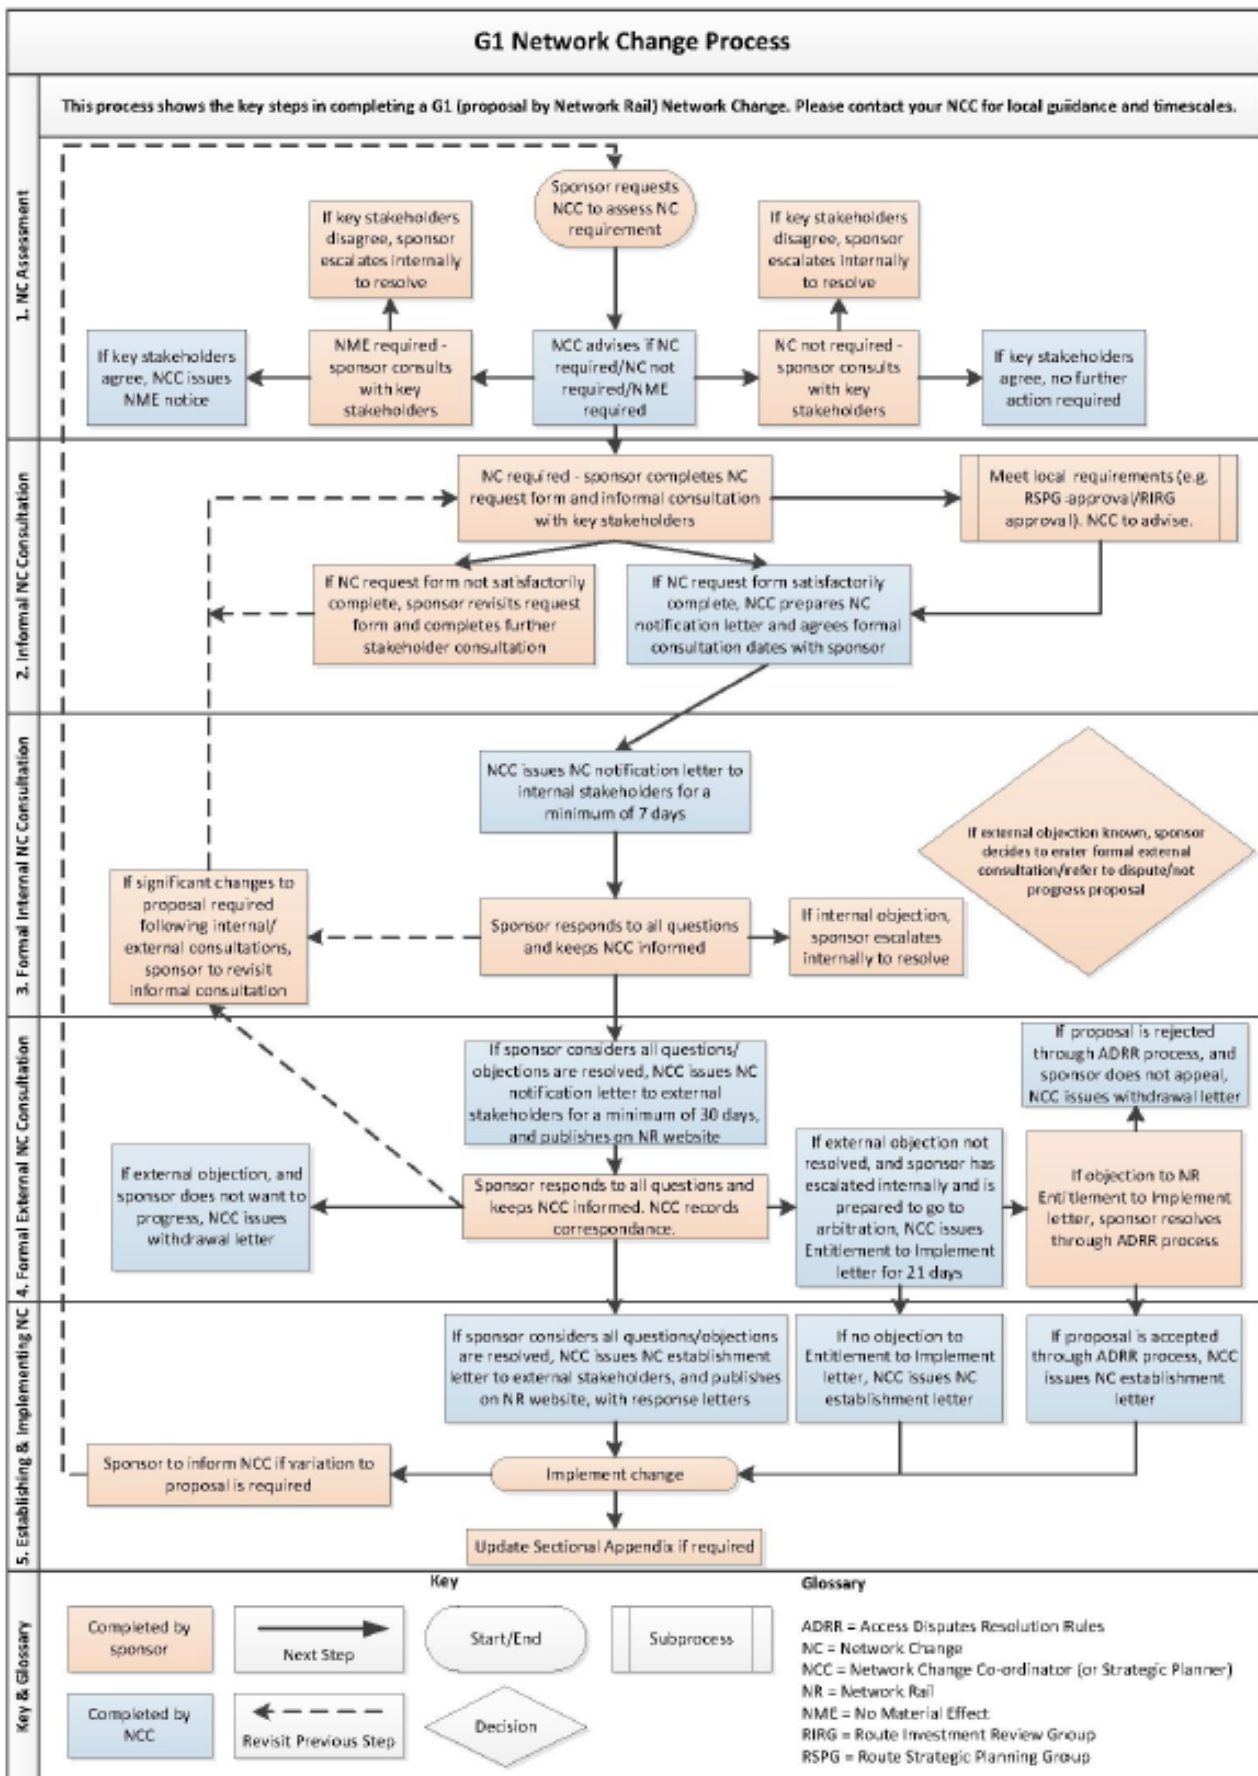 G1 Network Change Process
This process shows the key steps in completing a G1 (proposal by Network Rail) Network Change. Please contact your NCC for local guidance and timescales.
1. NC Assessment
Sponsor requests
NCC to assess NC
requirement
If key stakeholders
disagree, sponsor
escalates internally
to resolve
If key stakeholders
disagree, sponsor
escalates internally
to resolve
If key stakeholders
agree, NCC issues
NME notice
NME required -
sponsor consults
with key
stakeholders
NCC advises if NC
required/NC not
required/NME
required
NC not required -
sponsor consults
with key
stakeholders
If key stakeholders
agree, no further
action required
2. Informal NC Consultation
NC required - sponsor completes NC
request form and informal consultation
with key stakeholders
Meet local requirements (e.g.
RSPG approval/RIRG
approval). NCC to advise.
If NC request form not satisfactorily
complete, sponsor revisits request
form and completes further
stakeholder consultation
If NC request form satisfactorily
complete, NCC prepares NC
notification letter and agrees formal
consultation dates with sponsor
3. Formal Internal NC Consultation
NCC issues NC notification letter to
internal stakeholders for a
minimum of 7 days
If external objection known, sponsor
decides to enter formal external
consultation/refer to dispute/not
progress proposal
If significant changes to
proposal required
following internal/
external consultations,
sponsor to revisit
informal consultation
Sponsor responds to all questions
and keeps NCC informed
If internal objection,
sponsor escalates
internally to resolve
4. Formal External NC Consultation
If sponsor considers all questions/
objections are resolved, NCC issues NC
notification letter to external
stakeholders for a minimum of 30 days,
and publishes on NR website
If proposal is rejected
through ADRR process, and
sponsor does not appeal,
NCC issues withdrawal letter
If external objection, and
sponsor does not want to
progress, NCC issues
withdrawal letter
Sponsor responds to all questions and
keeps NCC informed. NCC records
correspondance.
If external objection not
resolved, and sponsor has
escalated internally and is
prepared to go to
arbitration, NCC issues
Entitlement to Implement
letter for 21 days
If objection to NR
Entitlement to Implement
letter, sponsor resolves
through ADRR process
5. Establishing & Implementing NC
If sponsor considers all questions/objections
are resolved, NCC issues NC establishment
letter to external stakeholders, and publishes
on NR website, with response letters
If no objection to
Entitlement to Implement
letter, NCC issues NC
establishment letter
If proposal is accepted
through ADRR process, NCC
issues NC establishment
letter
Sponsor to inform NCC if variation to
proposal is required
Implement change
Update Sectional Appendix if required
Key & Glossary
Key
Completed by
sponsor
Next Step
Start/End
Subprocess
Completed by
NCC
Revisit Previous Step
Decision
Glossary
ADRR = Access Disputes Resolution Rules
NC = Network Change
NCC = Network Change Co-ordinator (or Strategic Planner)
NR = Network Rail
NME = No Material Effect
RIRG = Route Investment Review Group
RSPG = Route Strategic Planning Group